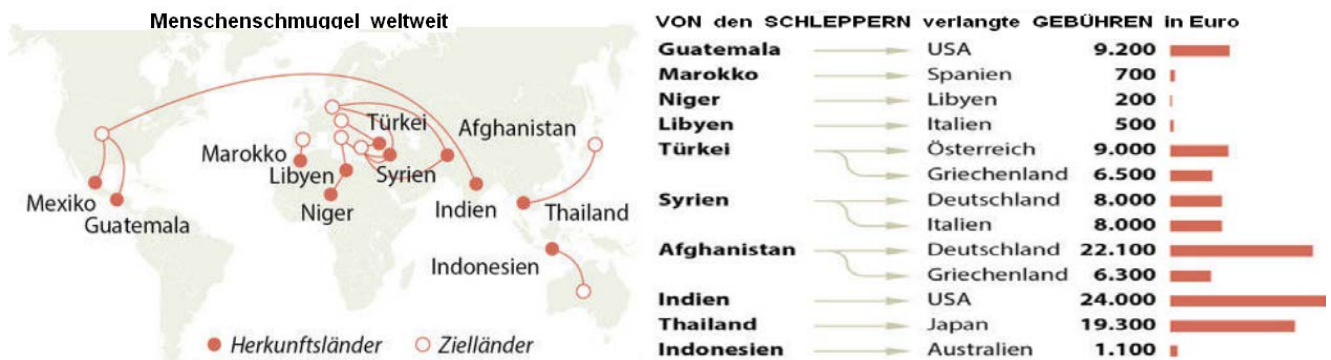 Menschenschmuggel weltweit
Türkei
Afghanistan
Marokko
Libyen
Syrien
Mexiko
Guatemala
Niger
Indien
Thailand
Indonesien
Herkunftsländer
Zielländer
VON den SCHLEPPERN verlangte GEBÜHREN in Euro
Guatemala USA 9.200
Marokko Spanien 700
Niger Libyen 200
Libyen Italien 500
Türkei Österreich 9.000
Griechenland 6.500
Syrien Deutschland 8.000
Italien 8.000
Afghanistan Deutschland 22.100
Griechenland 6.300
Indien USA 24.000
Thailand Japan 19.300
Indonesien Australien 1.100